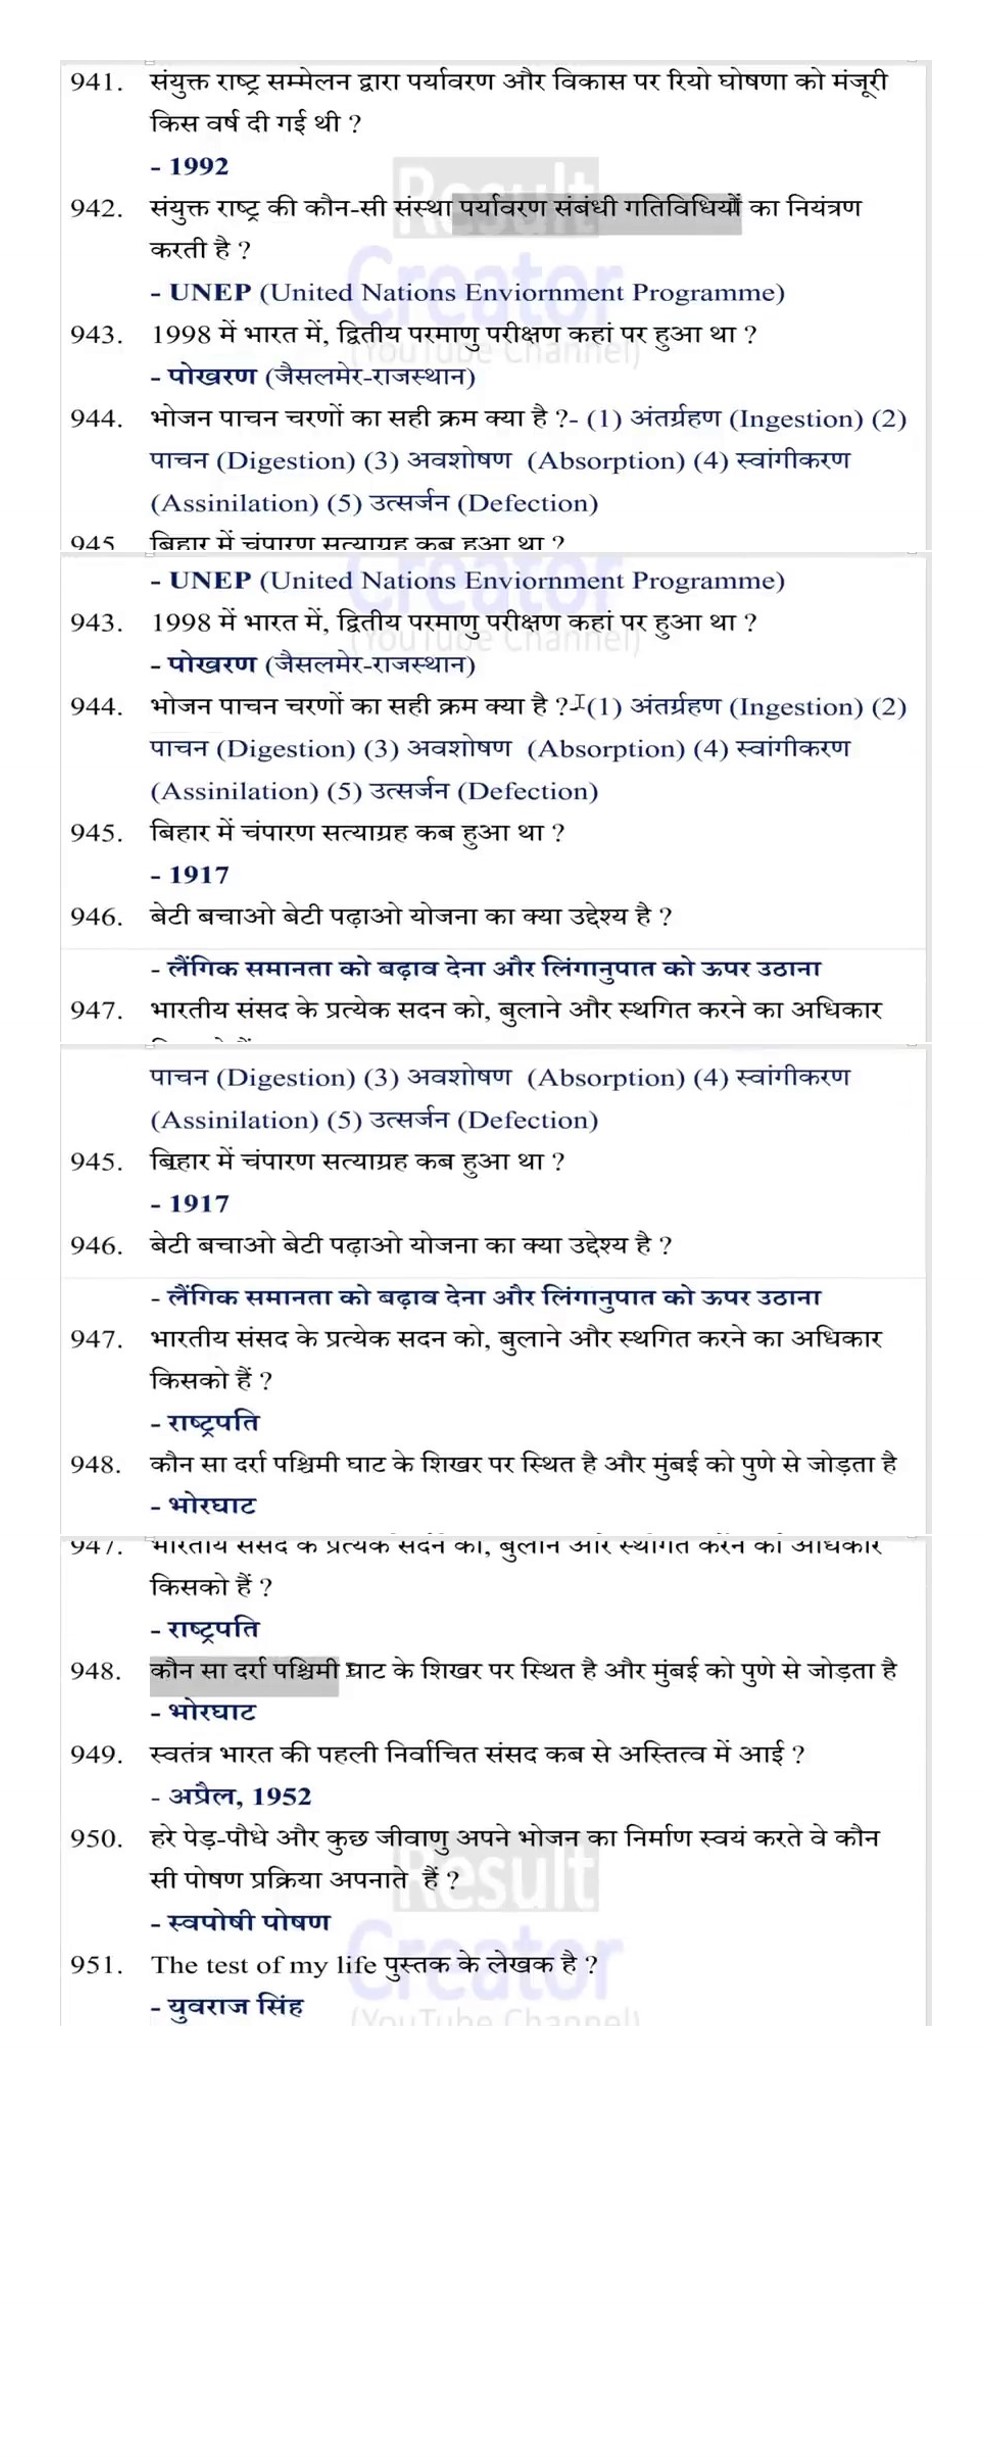 941. संयुक्त राष्ट्र सम्मेलन द्वारा पर्यावरण और विकास पर रियो घोषणा को मंजूरी
किस वर्ष दी गई थी ?
- 1992
Result
942. संयुक्त राष्ट्र की कौन-सी संस्था पर्यावरण संबंधी गतिविधियों का नियंत्रण
करती है ?
Creator
- UNEP (United Nations Enviornment Programme)
943. 1998 में भारत में, द्वितीय परमाणु परीक्षण कहां पर हुआ था ?
(YouTube Channel)
- पोखरण (जैसलमेर-राजस्थान)
944. भोजन पाचन चरणों का सही क्रम क्या है ?- (1) अंतर्ग्रहण (Ingestion) (2)
पाचन (Digestion) (3) अवशोषण (Absorption) (4) स्वांगीकरण
(Assinilation) (5) उत्सर्जन (Defection)
945 बिहार में चंपारण सत्याग्रह कब हुआ था ?
Creator
- UNEP (United Nations Enviornment Programme)
943. 1998 में भारत में, द्वितीय परमाणु परीक्षण कहां पर हुआ था ?
(YouTube Channel)
- पोखरण (जैसलमेर-राजस्थान)
944. भोजन पाचन चरणों का सही क्रम क्या है ?- (1) अंतर्ग्रहण (Ingestion) (2)
पाचन (Digestion) (3) अवशोषण (Absorption) (4) स्वांगीकरण
(Assinilation) (5) उत्सर्जन (Defection)
945. बिहार में चंपारण सत्याग्रह कब हुआ था ?
- 1917
946. बेटी बचाओ बेटी पढ़ाओ योजना का क्या उद्देश्य है ?
- लैंगिक समानता को बढ़ाव देना और लिंगानुपात को ऊपर उठाना
947. भारतीय संसद के प्रत्येक सदन को, बुलाने और स्थगित करने का अधिकार
पाचन (Digestion) (3) अवशोषण (Absorption) (4) स्वांगीकरण
(Assinilation) (5) उत्सर्जन (Defection)
945. बिहार में चंपारण सत्याग्रह कब हुआ था ?
- 1917
946. बेटी बचाओ बेटी पढ़ाओ योजना का क्या उद्देश्य है ?
- लैंगिक समानता को बढ़ाव देना और लिंगानुपात को ऊपर उठाना
947. भारतीय संसद के प्रत्येक सदन को, बुलाने और स्थगित करने का अधिकार
किसको हैं ?
- राष्ट्रपति
948. कौन सा दर्रा पश्चिमी घाट के शिखर पर स्थित है और मुंबई को पुणे से जोड़ता है
- भोरघाट
947. भारतीय संसद के प्रत्येक सदन को, बुलाने और स्थगित करने का अधिकार
किसको हैं ?
- राष्ट्रपति
948. कौन सा दर्रा पश्चिमी घाट के शिखर पर स्थित है और मुंबई को पुणे से जोड़ता है
- भोरघाट
949. स्वतंत्र भारत की पहली निर्वाचित संसद कब से अस्तित्व में आई ?
- अप्रैल, 1952
950. हरे पेड़-पौधे और कुछ जीवाणु अपने भोजन का निर्माण स्वयं करते वे कौन
Result
सी पोषण प्रक्रिया अपनाते हैं ?
- स्वपोषी पोषण
Creator
951. The test of my life पुस्तक के लेखक है ?
- युवराज सिंह
(YouTube Channel)